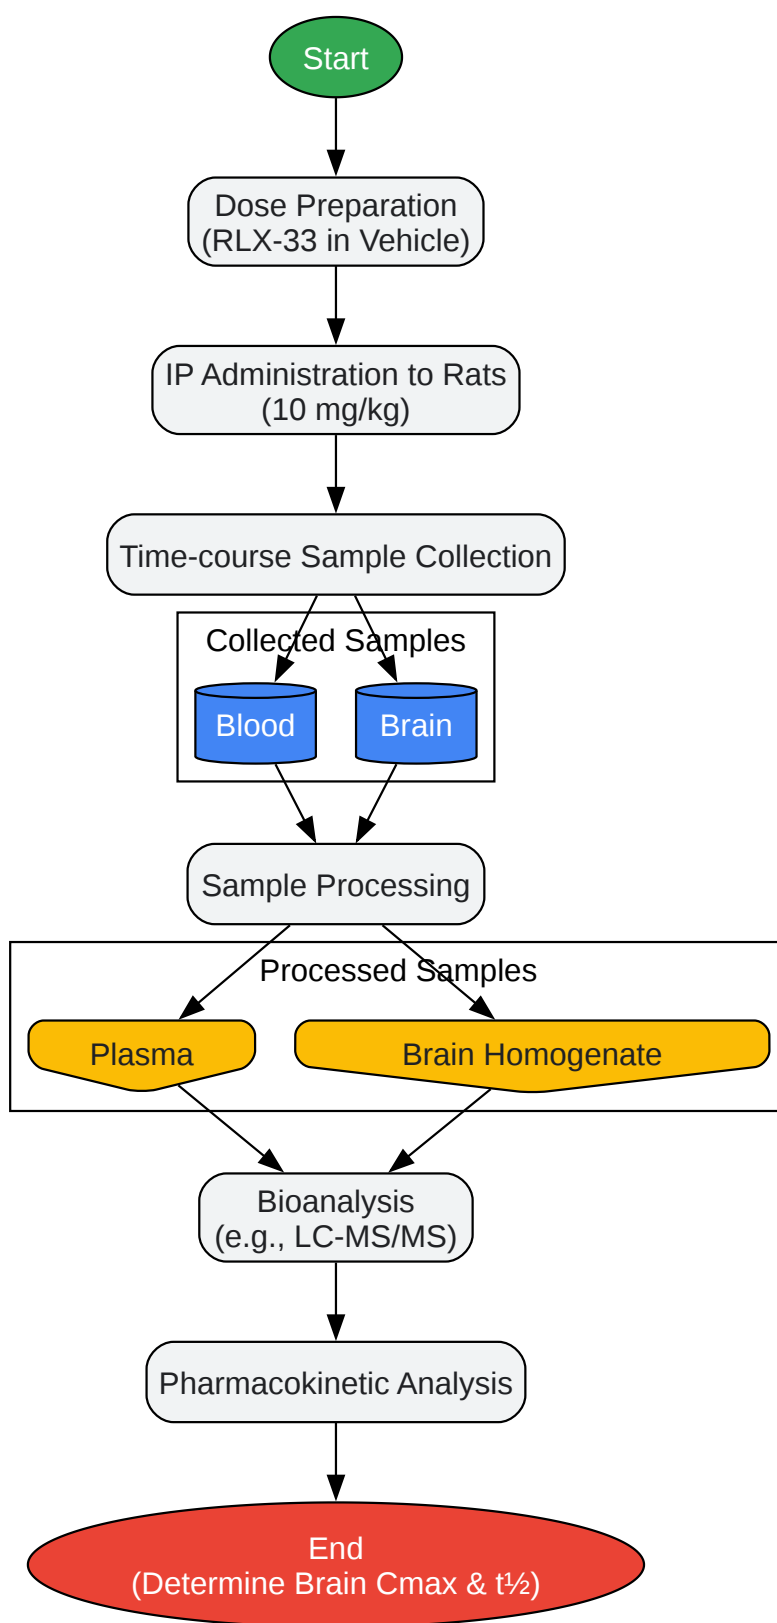 Start
Dose Preparation
(RLX-33 in Vehicle)
IP Administration to Rats
(10 mg/kg)
Time-course Sample Collection
Collected Samples
Blood
Brain
Sample Processing
Processed Samples
Plasma
Brain Homogenate
Bioanalysis
(e.g., LC-MS/MS)
Pharmacokinetic Analysis
End
(Determine Brain Cmax & t½)